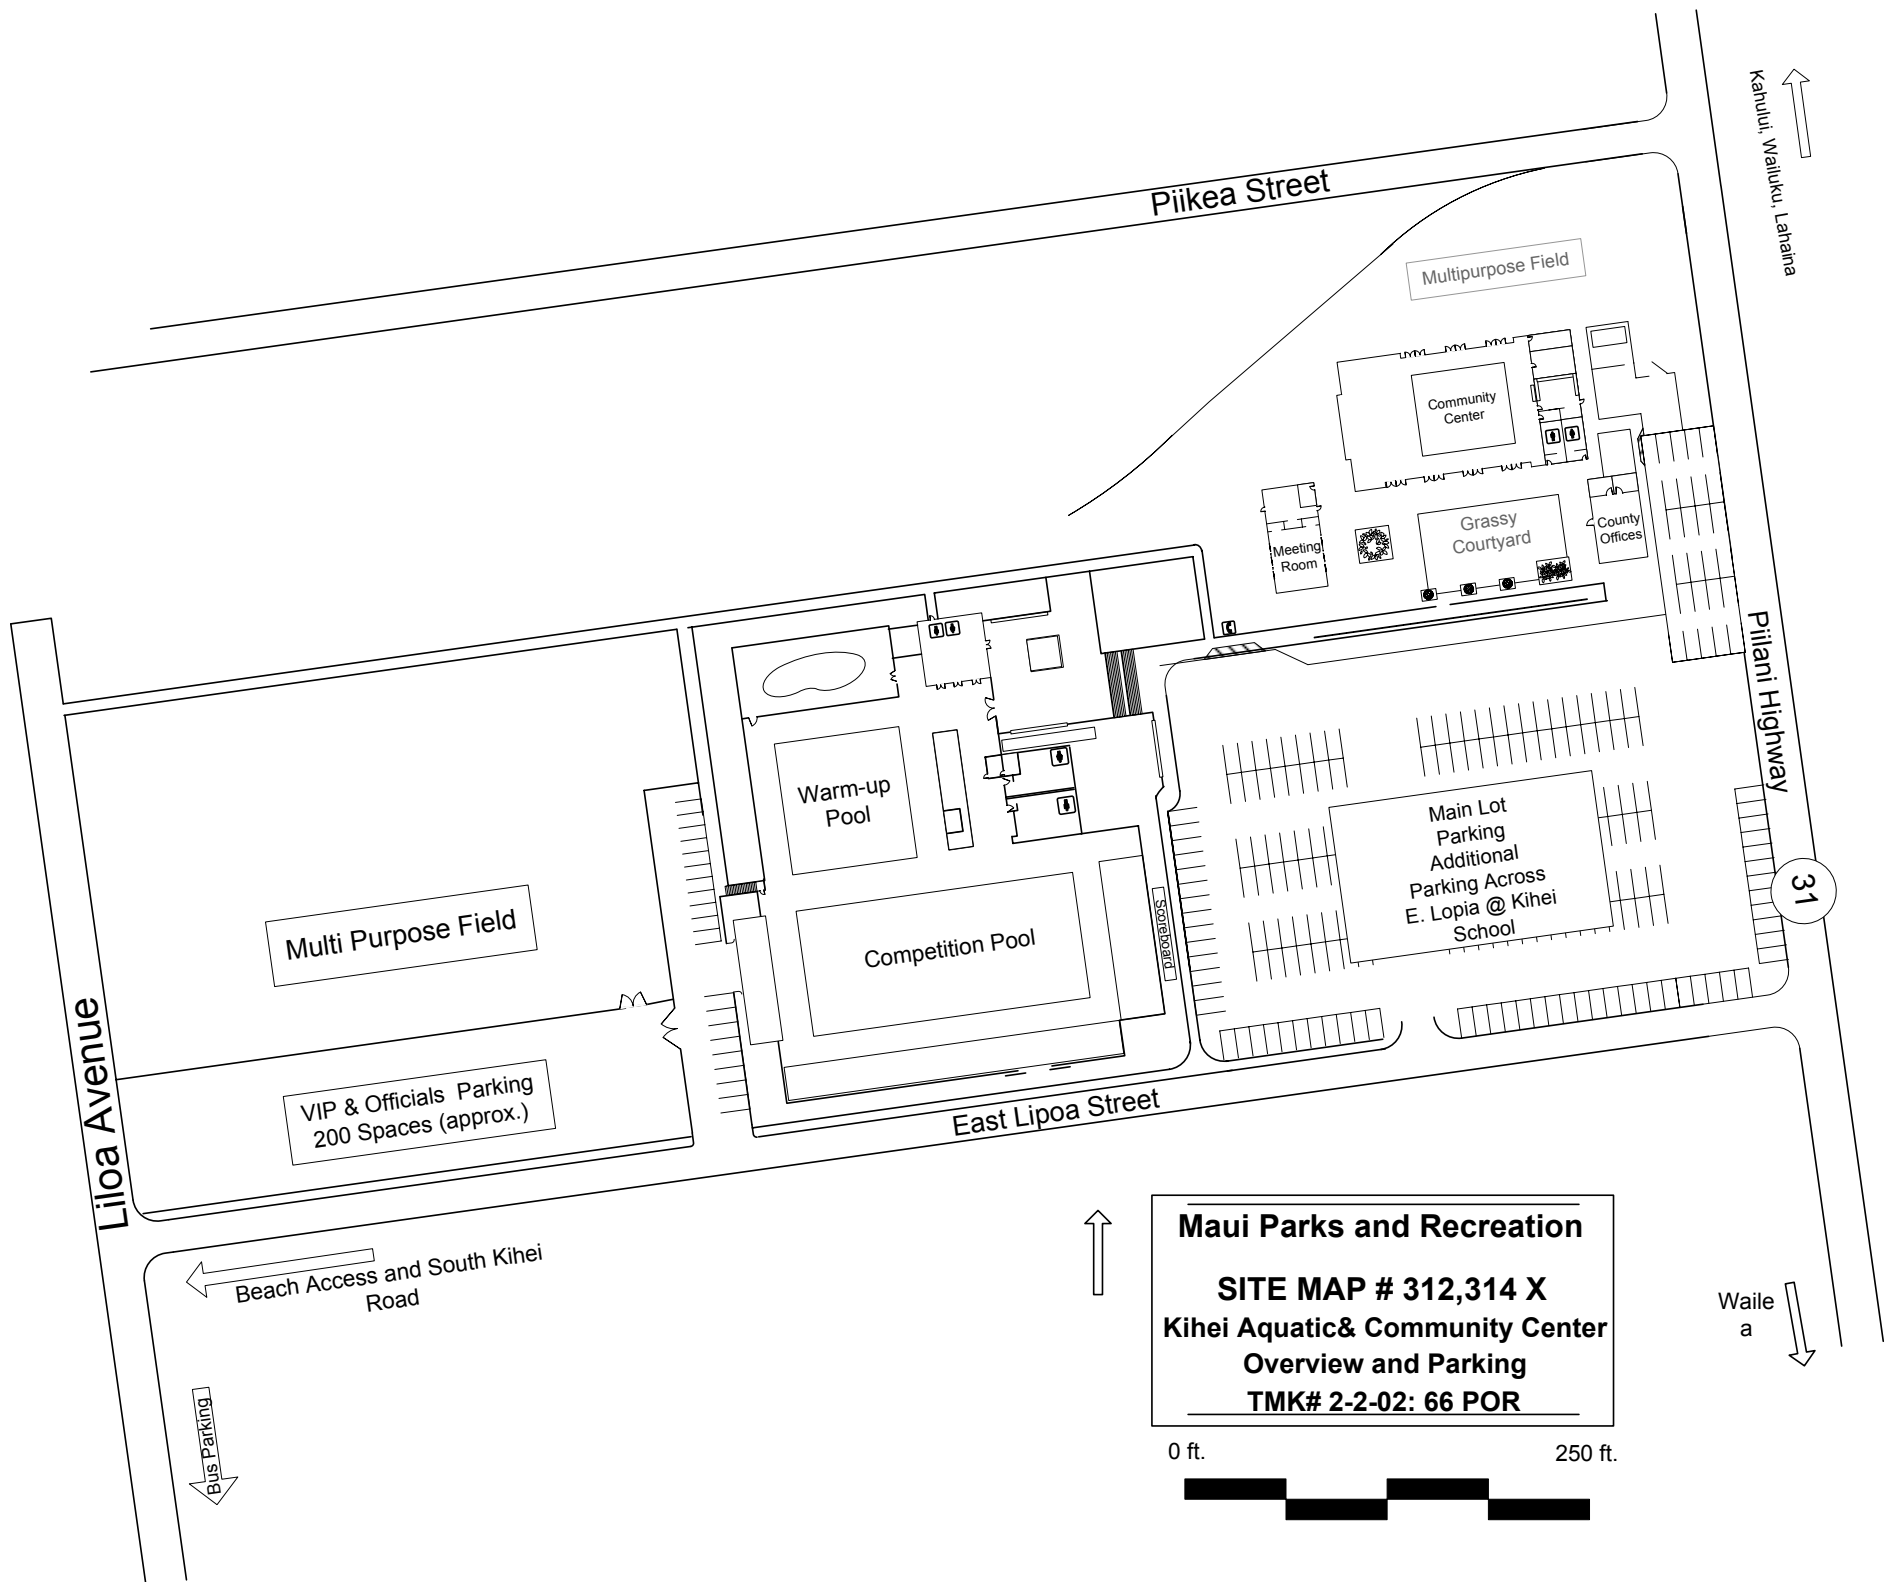 Kahului, Wailuku, Lahaina
Piikea Street
Multipurpose Field
Community
Center
Grassy
Courtyard
County
Offices
Meeting
Room
Piilani Highway
31
Warm-up
Pool
Main Lot
Parking
Additional
Parking Across
E. Lopia @ Kihei
School
Scoreboard
Competition Pool
Multi Purpose Field
Liloa Avenue
VIP & Officials Parking
200 Spaces (approx.)
East Lipoa Street
Beach Access and South Kihei
Road
Bus Parking
Waile
a
Maui Parks and Recreation
SITE MAP # 312,314 X
Kihei Aquatic& Community Center
Overview and Parking
TMK# 2-2-02: 66 POR
0 ft.
250 ft.